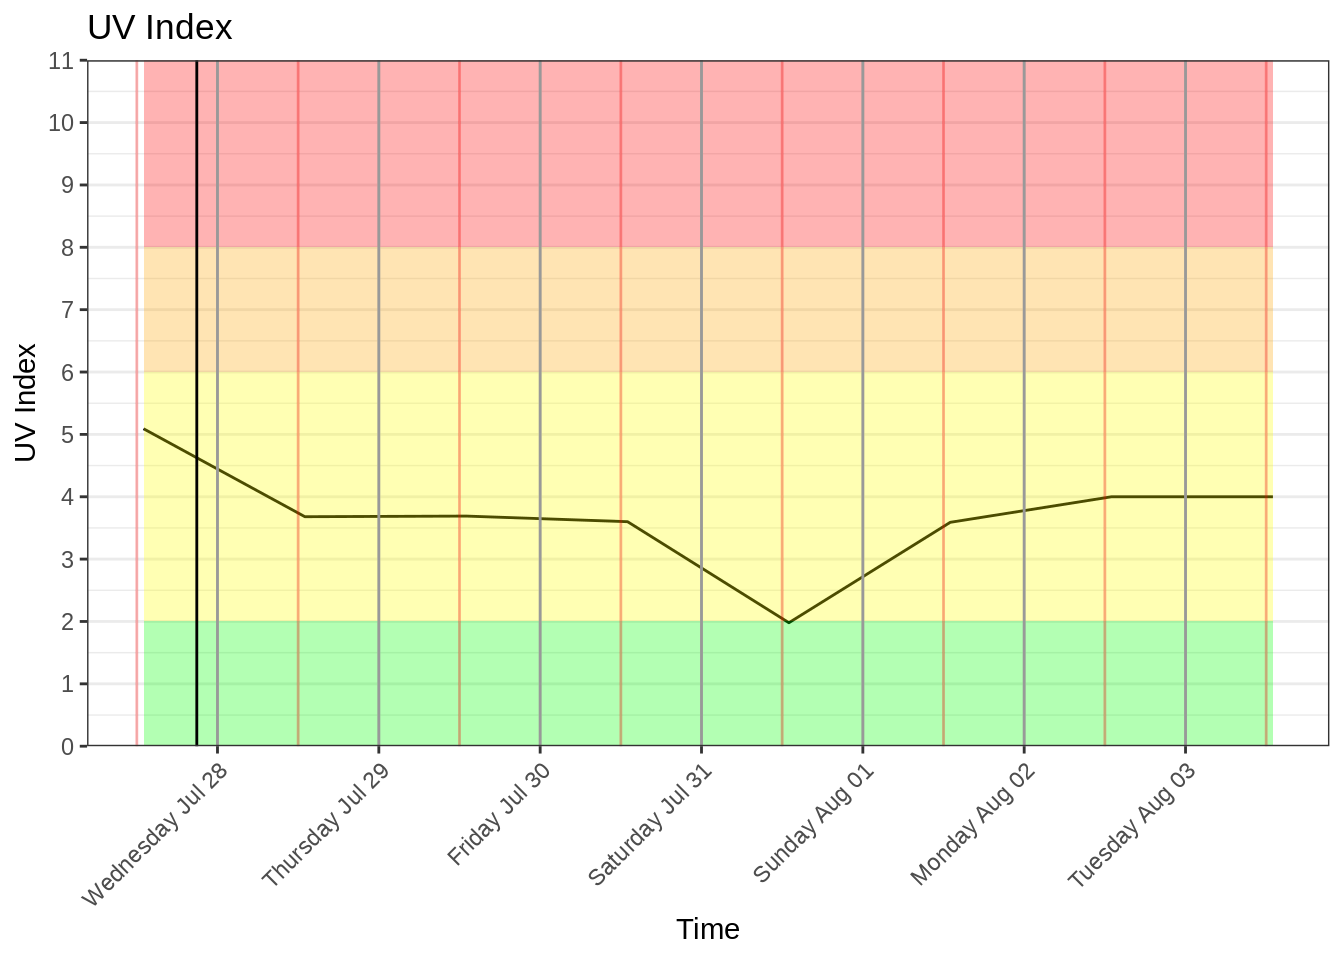 UV Index
11
10
9
8
7
6
5
4
3
2
1
0
UV Index
Wednesday Jul 28
Thursday Jul 29
Friday Jul 30
Saturday Jul 31
Sunday Aug 01
Monday Aug 02
Tuesday Aug 03
Time